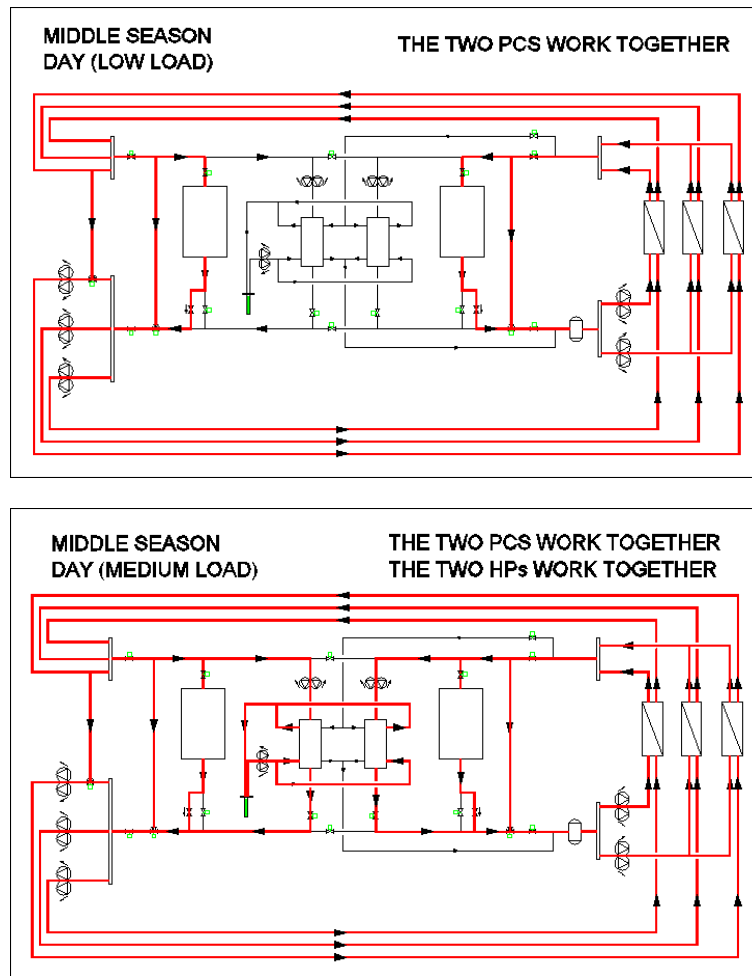 MIDDLE SEASON
DAY (LOW LOAD)
THE TWO PCS WORK TOGETHER
MIDDLE SEASON
DAY (MEDIUM LOAD)
THE TWO PCS WORK TOGETHER
THE TWO HPs WORK TOGETHER